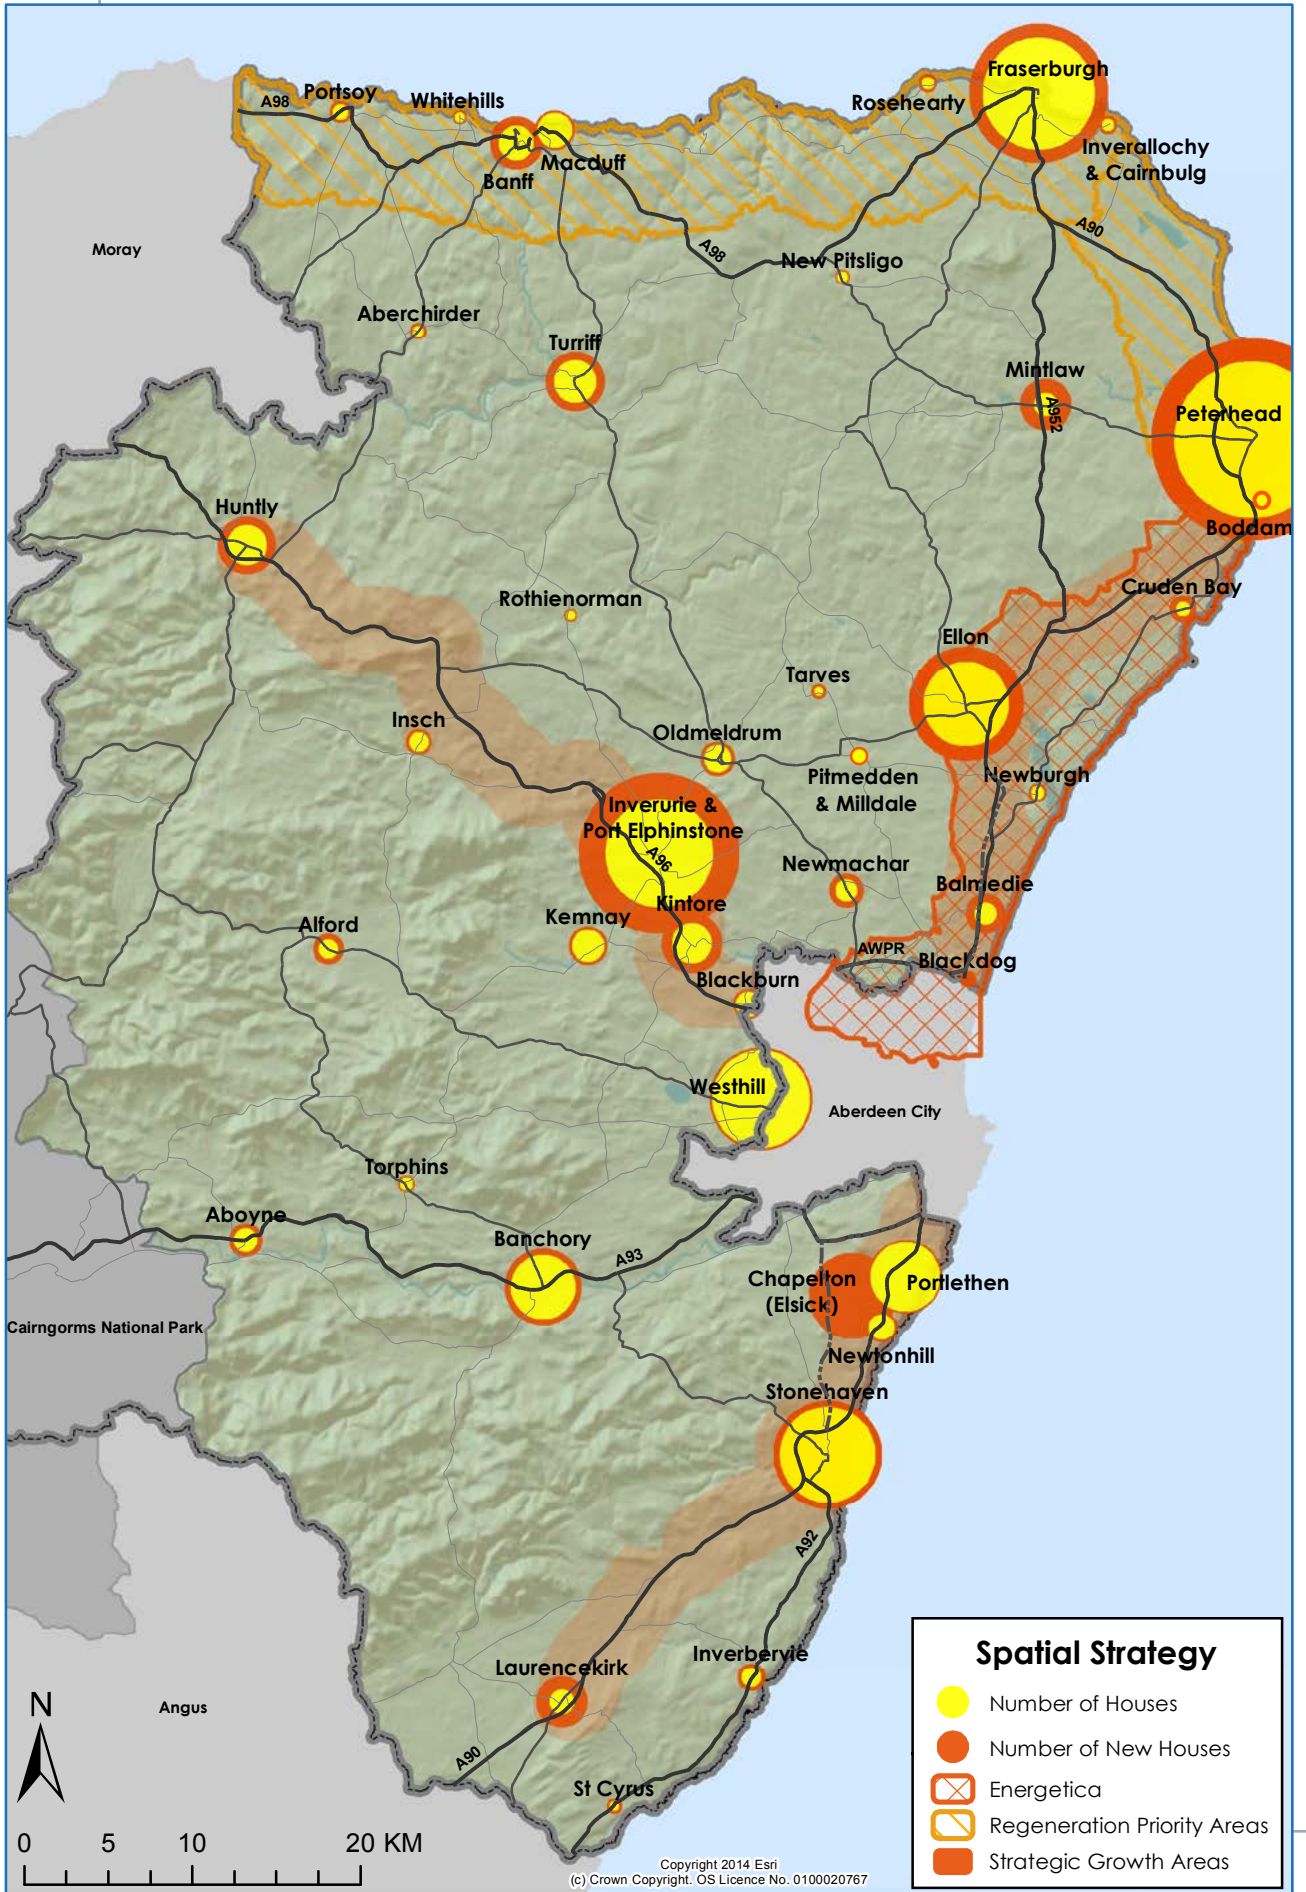 Fraserburgh
Portsoy
Whitehills
A98
Rosehearty
Inverallochy
& Cairnbulg
Macduff
Banff
A90
Moray
A98
New Pitsligo
Aberchirder
Turriff
Mintlaw
A952
Peterhead
Huntly
Boddam
Cruden Bay
Rothienorman
Ellon
Tarves
Insch
Oldmeldrum
Pitmedden
& Milldale
Newburgh
Inverurie &
Port Elphinstone
A96
Newmachar
Balmedie
Kintore
Kemnay
Alford
AWPR
Blackdog
Blackburn
Westhill
Aberdeen City
Torphins
Aboyne
Banchory
A93
Chapelton
(Elsick)
Portlethen
Cairngorms National Park
Newtonhill
Stonehaven
A92
Inverbervie
Laurencekirk
Angus
A90
St Cyrus
N
0 5 10 20 KM
Copyright 2014 Esri
(c) Crown Copyright. OS Licence No. 0100020767
Spatial Strategy
Number of Houses
Number of New Houses
Energetica
Regeneration Priority Areas
Strategic Growth Areas